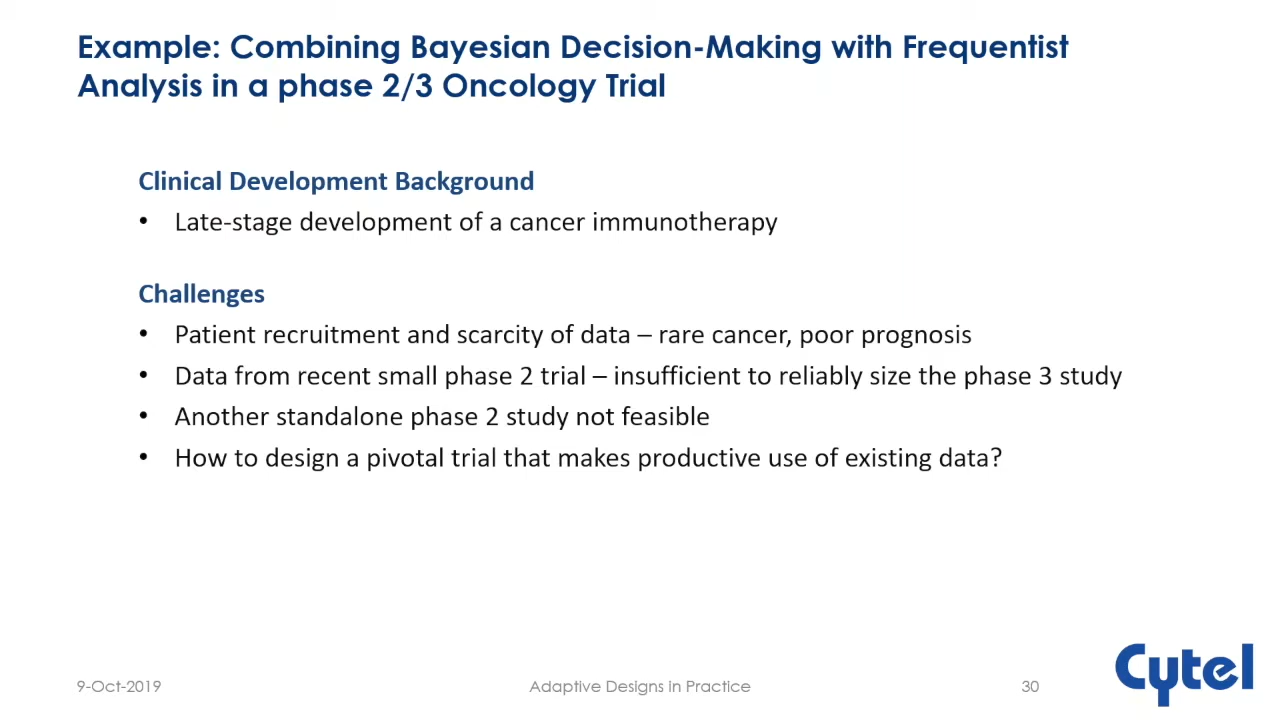 Example: Combining Bayesian Decision-Making with Frequentist
Analysis in a phase 2/3 Oncology Trial
Clinical Development Background
• Late-stage development of a cancer immunotherapy
Challenges
• Patient recruitment and scarcity of data – rare cancer, poor prognosis
• Data from recent small phase 2 trial – insufficient to reliably size the phase 3 study
• Another standalone phase 2 study not feasible
• How to design a pivotal trial that makes productive use of existing data?
9-Oct-2019
Adaptive Designs in Practice
30
Cytel